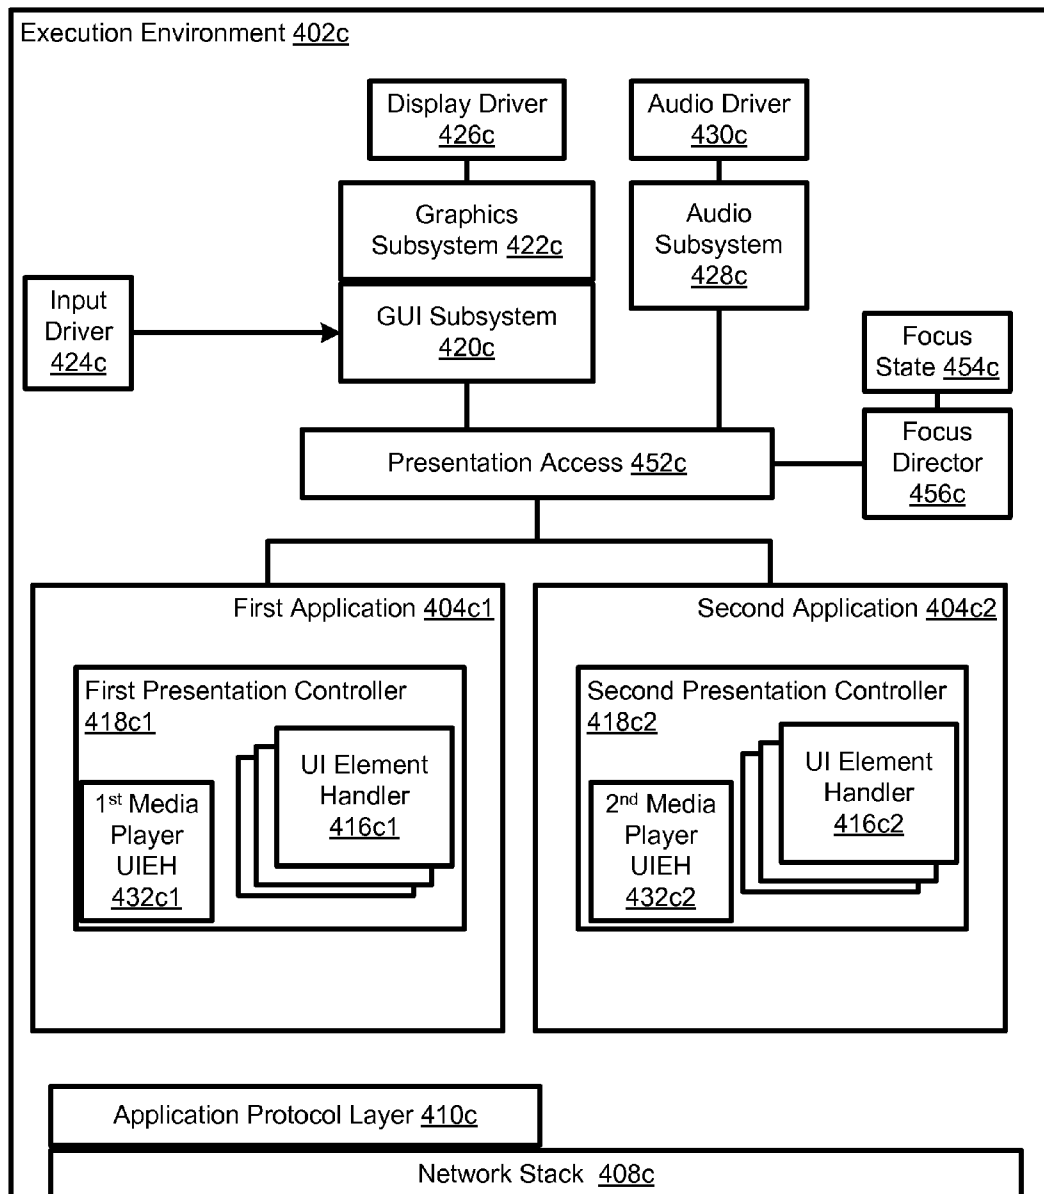 Execution Environment 402c
Display Driver
426c
Audio Driver
430c
Graphics
Subsystem 422c
Audio
Subsystem
428c
Input
Driver
424c
GUI Subsystem
420c
Focus
State 454c
Presentation Access 452c
Focus
Director
456c
First Application 404c1
First Presentation Controller
418c1
UI Element
Handler
416c1
1st Media
Player
UIEH
432c1
Second Application 404c2
Second Presentation Controller
418c2
UI Element
Handler
416c2
2nd Media
Player
UIEH
432c2
Application Protocol Layer 410c
Network Stack 408c